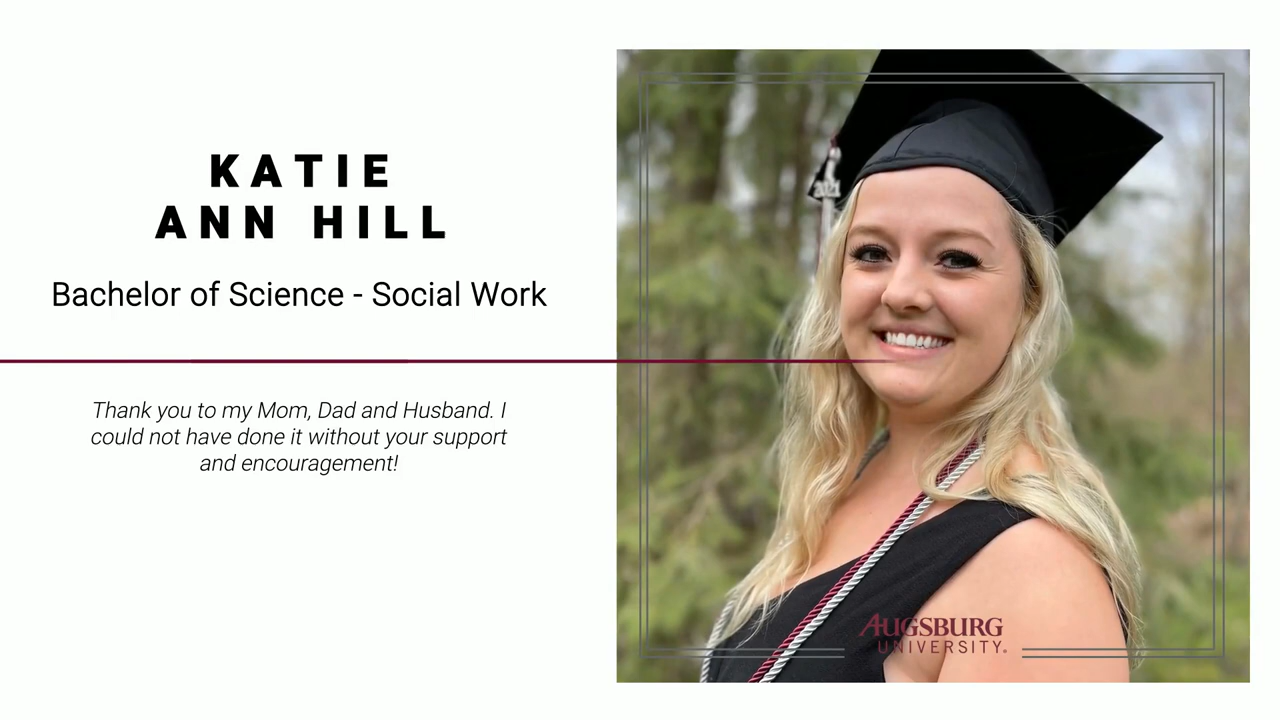 KATIE
ANN HILL
Bachelor of Science - Social Work
Thank you to my Mom, Dad and Husband. I
could not have done it without your support
and encouragement!
2021
AUGSBURG
UNIVERSITY®